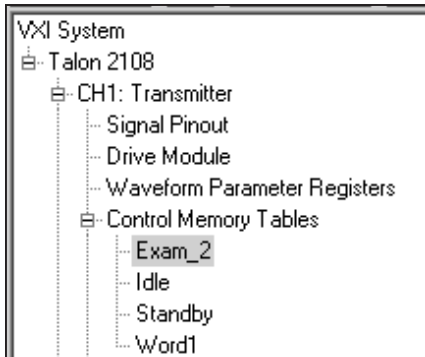 VXI System
Talon 2108
CH1: Transmitter
Signal Pinout
Drive Module
Waveform Parameter Registers
Control Memory Tables
Exam_2
Idle
Standby
Word1